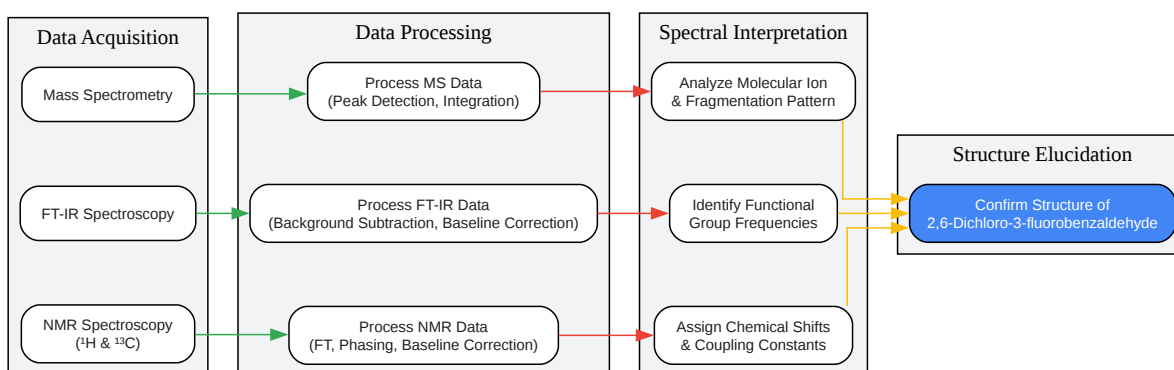 Data Acquisition
Mass Spectrometry
FT-IR Spectroscopy
NMR Spectroscopy
(¹H & ¹³C)
Data Processing
Process MS Data
(Peak Detection, Integration)
Process FT-IR Data
(Background Subtraction, Baseline Correction)
Process NMR Data
(FT, Phasing, Baseline Correction)
Spectral Interpretation
Analyze Molecular Ion
& Fragmentation Pattern
Identify Functional
Group Frequencies
Assign Chemical Shifts
& Coupling Constants
Structure Elucidation
Confirm Structure of
2,6-Dichloro-3-fluorobenzaldehyde